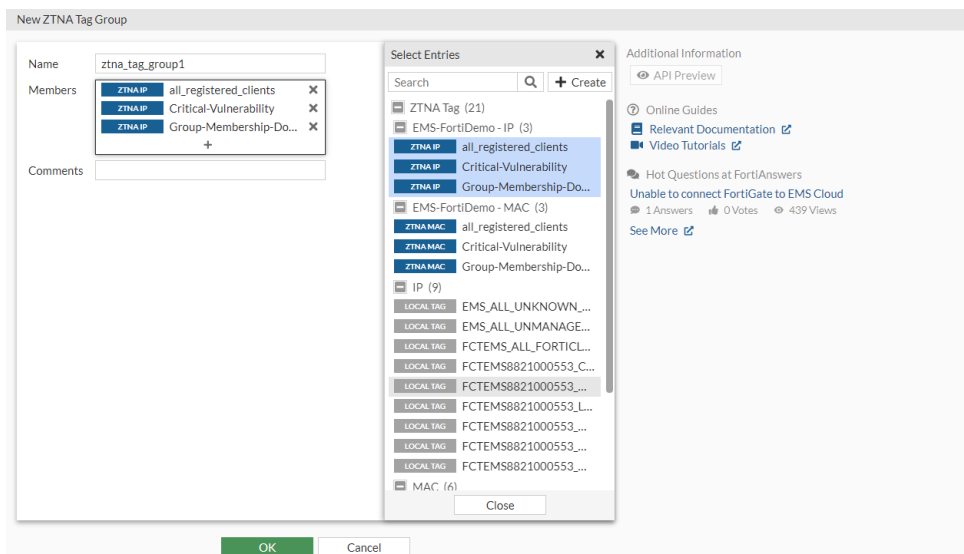 New ZTNA Tag Group
Name ztna_tag_group1
Members ZTNA IP all_registered_clients
ZTNA IP Critical-Vulnerability
ZTNA IP Group-Membership-Do...
Comments
Select Entries
Search Create
ZTNA Tag (21)
EMS-FortiDemo - IP (3)
ZTNA IP all_registered_clients
ZTNA IP Critical-Vulnerability
ZTNA IP Group-Membership-Do...
EMS-FortiDemo - MAC (3)
ZTNA MAC all_registered_clients
ZTNA MAC Critical-Vulnerability
ZTNA MAC Group-Membership-Do...
IP (9)
LOCAL TAG EMS_ALL_UNKNOWN_...
LOCAL TAG EMS_ALL_UNMANAGE...
LOCAL TAG FCTEMS_ALL_FORTICL...
LOCAL TAG FCTEMS8821000553_C...
LOCAL TAG FCTEMS8821000553_...
LOCAL TAG FCTEMS8821000553_L...
LOCAL TAG FCTEMS8821000553_...
LOCAL TAG FCTEMS8821000553_...
LOCAL TAG FCTEMS8821000553_...
MAC (6)
Close
Additional Information
API Preview
Online Guides
Relevant Documentation
Video Tutorials
Hot Questions at FortiAnswers
Unable to connect FortiGate to EMS Cloud
1 Answers 0 Votes 439 Views
See More
OK Cancel